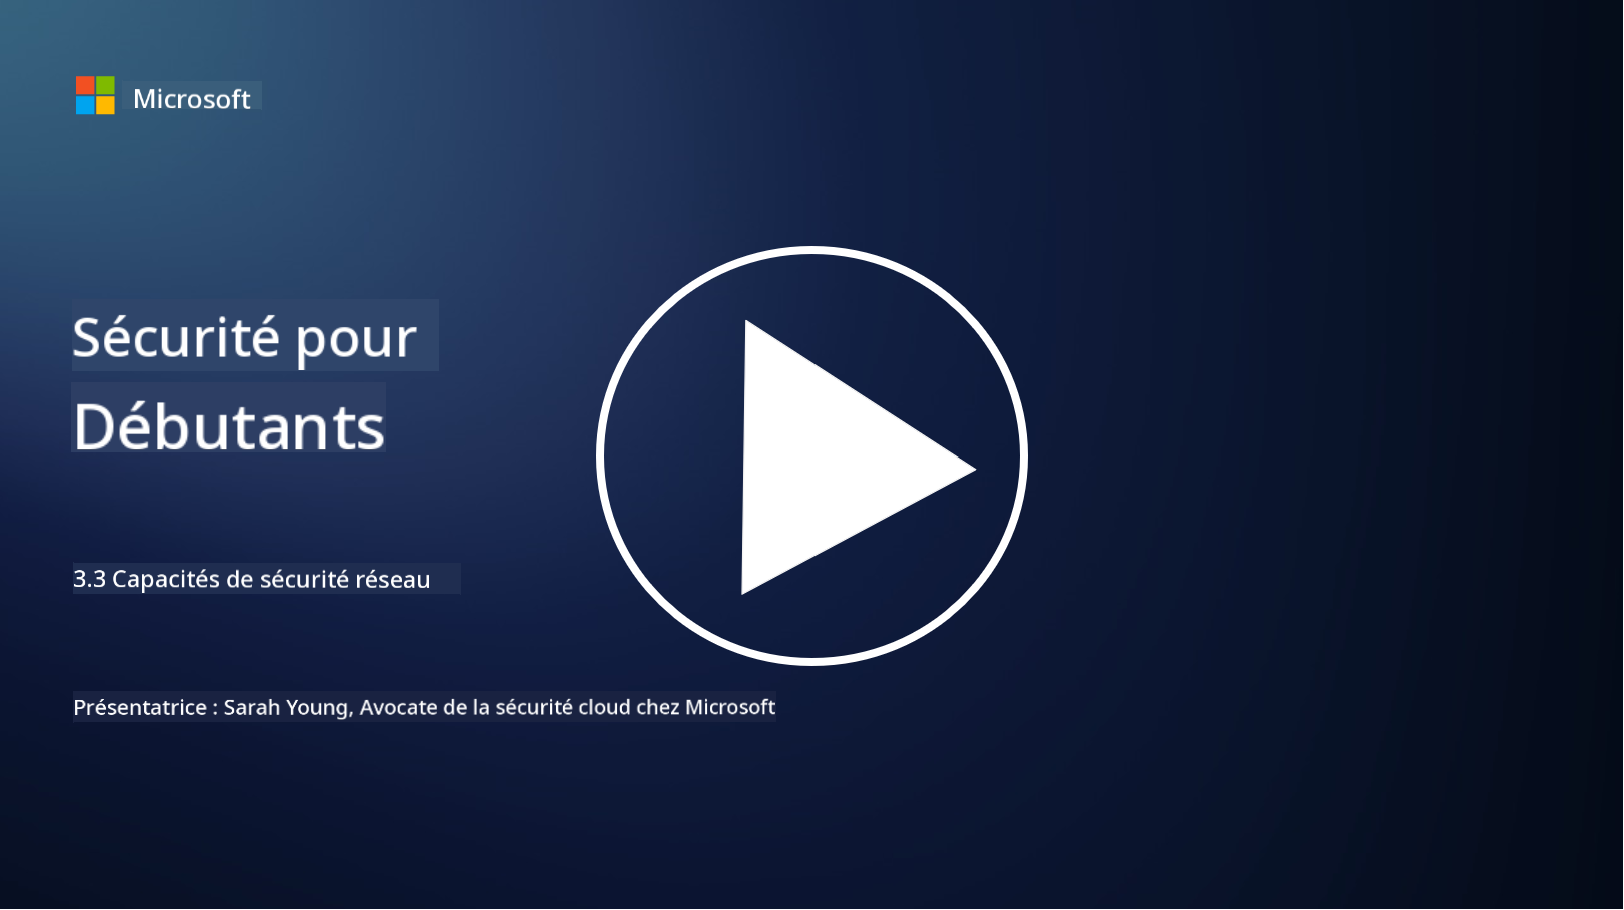 Microsoft
Sécurité pour
Débutants
3.3 Capacités de sécurité réseau
Présentatrice : Sarah Young, Avocate de la sécurité cloud chez Microsoft